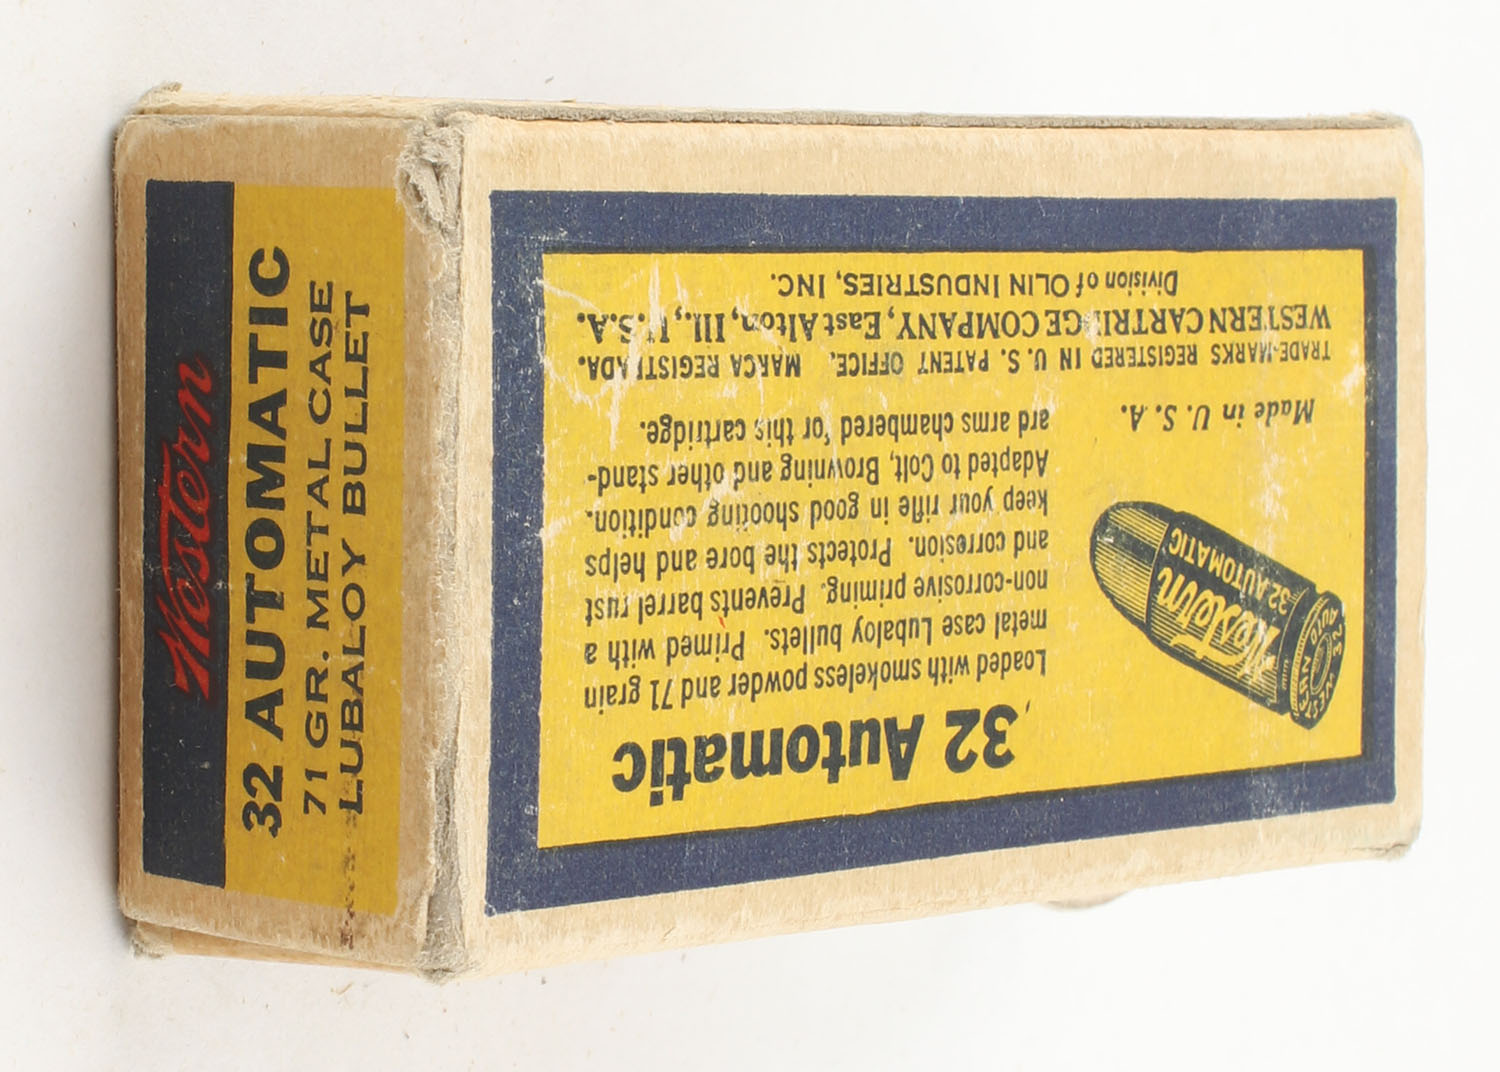 Western
32 AUTOMATIC
71 GR. METAL CASE
LUBALOY BULLET
32 Automatic
Loaded with smokeless powder and 71 grain
metal case Lubaloy bullets. Primed with a
non-corrosive priming. Prevents barrel rust
and corrosion. Protects the bore and helps
keep your rifle in good shooting condition.
Adapted to Colt, Browning and other stand-
ard arms chambered for this cartridge.
Western
32 AUTOMATIC
WESTERN
32 AUTO
Made in U. S. A.
TRADE-MARKS REGISTERED IN U. S. PATENT OFFICE. MARCA REGISTRADA.
WESTERN CARTRIDGE COMPANY, East Alton, Ill., U.S.A.
Division of OLIN INDUSTRIES, INC.